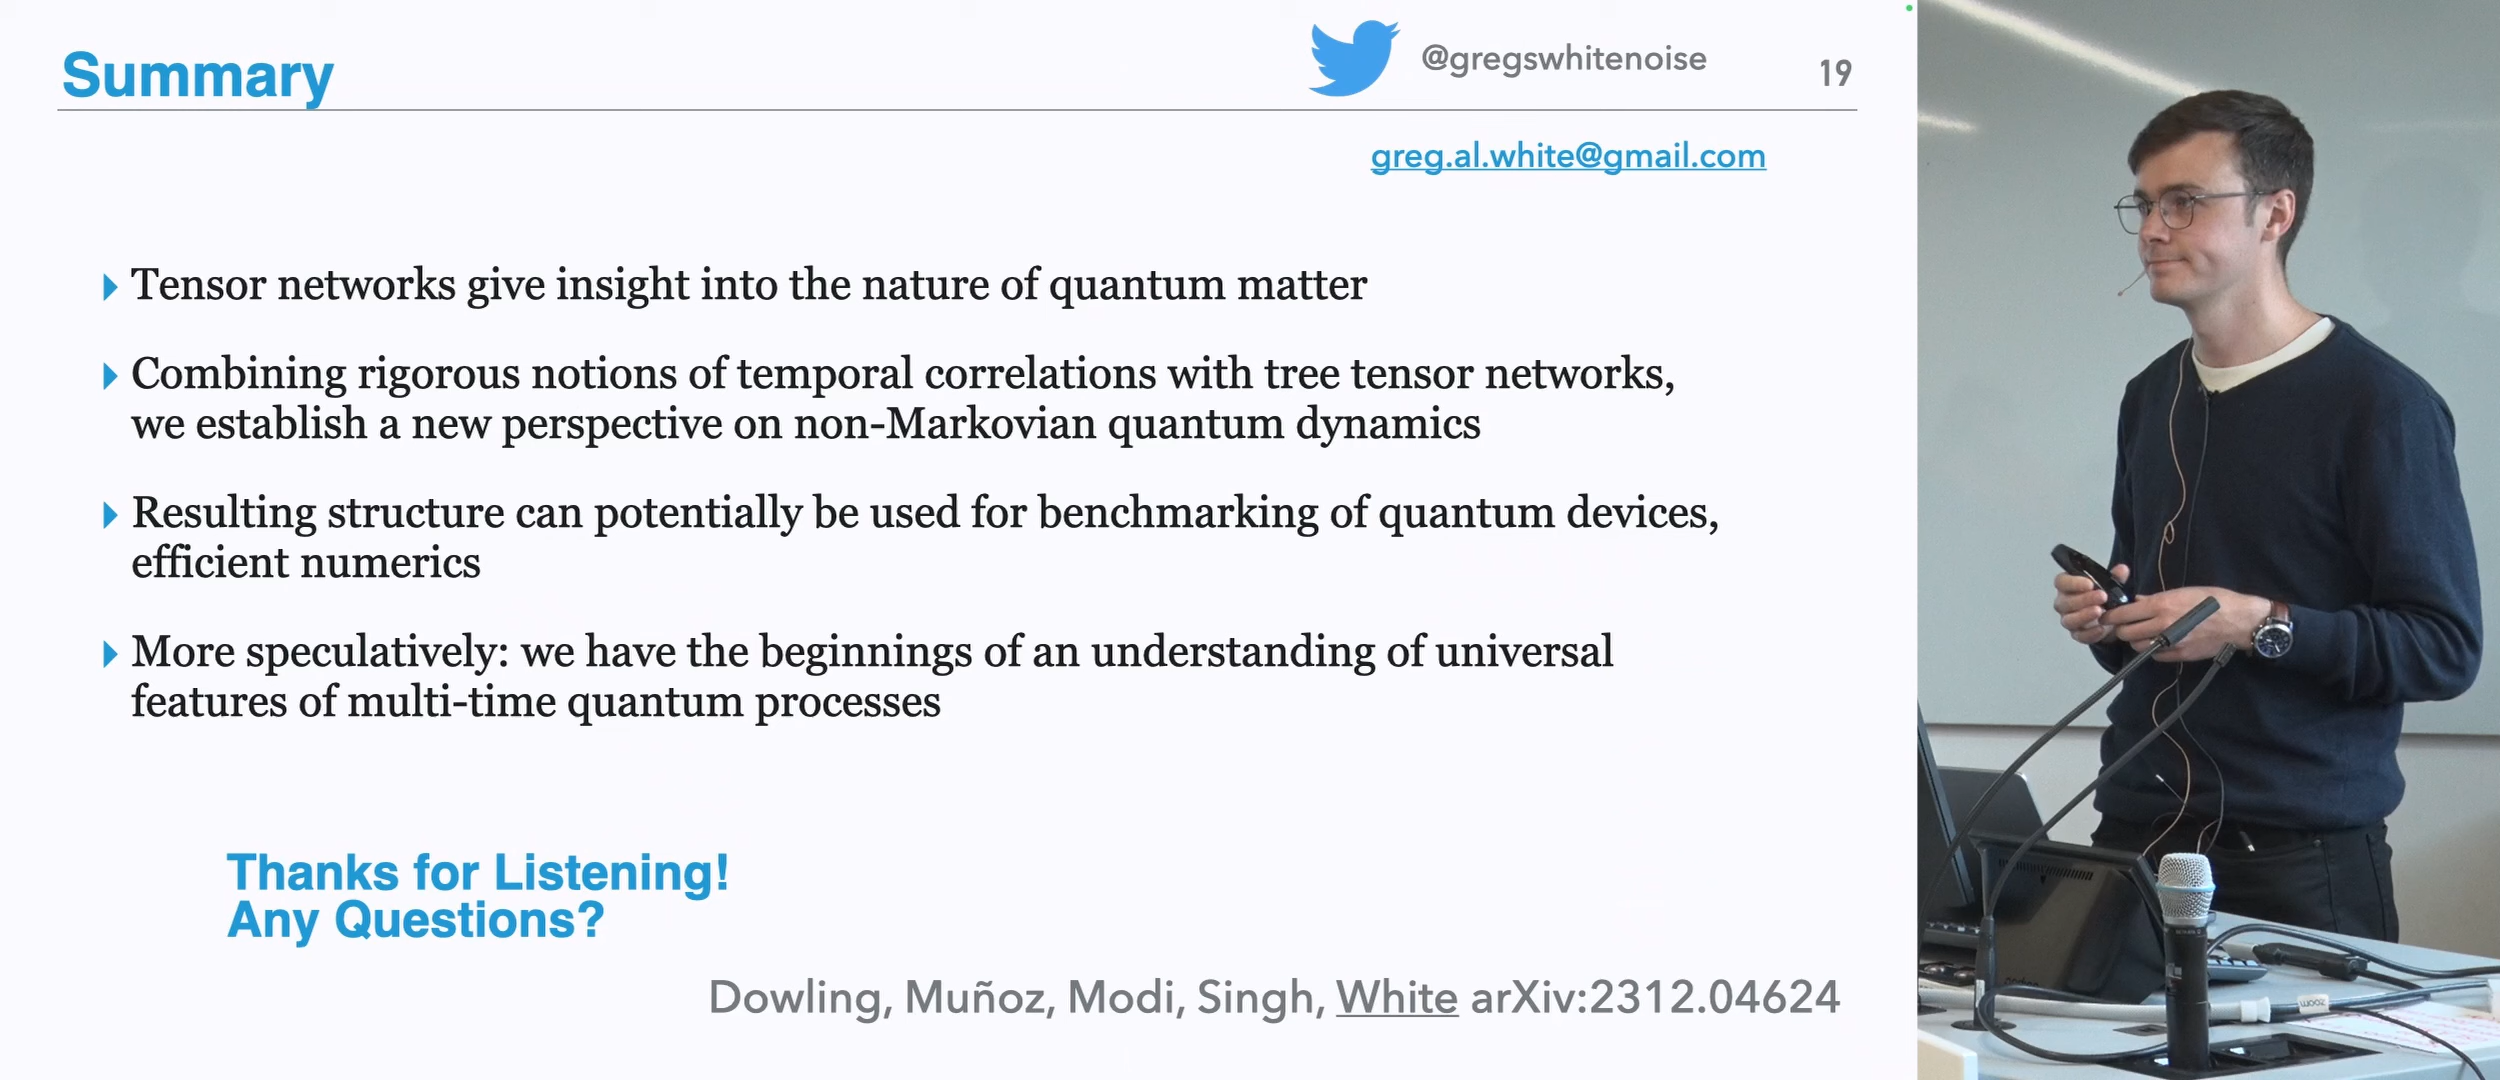 Summary
@gregswhitenoise
19
greg.al.white@gmail.com
Tensor networks give insight into the nature of quantum matter
Combining rigorous notions of temporal correlations with tree tensor networks,
we establish a new perspective on non-Markovian quantum dynamics
Resulting structure can potentially be used for benchmarking of quantum devices,
efficient numerics
More speculatively: we have the beginnings of an understanding of universal
features of multi-time quantum processes
Thanks for Listening!
Any Questions?
Dowling, Muñoz, Modi, Singh, White arXiv:2312.04624
zoom